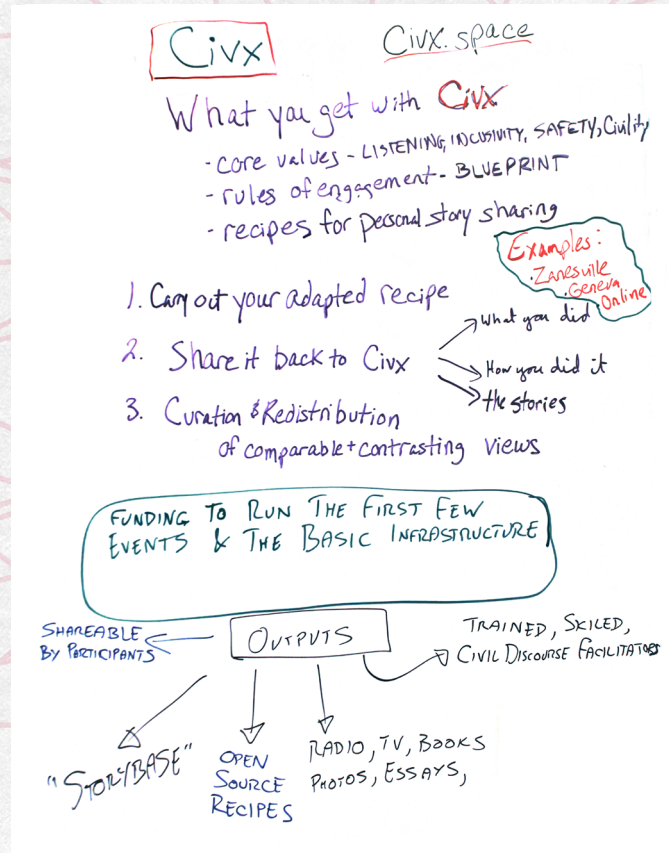 Civx
Civx.space
What you get with Civx
- core values - LISTENING, INCLUSIVITY, SAFETY, Civility
- rules of engagement - BLUEPRINT
- recipes for personal story sharing
Examples:
· Zanesville
· Geneva
Online
1. Carry out your adapted recipe
2. Share it back to Civx
What you did
How you did it
the stories
3. Curation & Redistribution
of comparable + contrasting views
FUNDING TO RUN THE FIRST FEW
EVENTS & THE BASIC INFRASTRUCTURE
SHAREABLE
BY PARTICIPANTS
OUTPUTS
TRAINED, SKILED,
CIVIL DISCOURSE FACILITATORS
"STORYBASE"
OPEN
SOURCE
RECIPES
RADIO, TV, BOOKS
PHOTOS, ESSAYS,